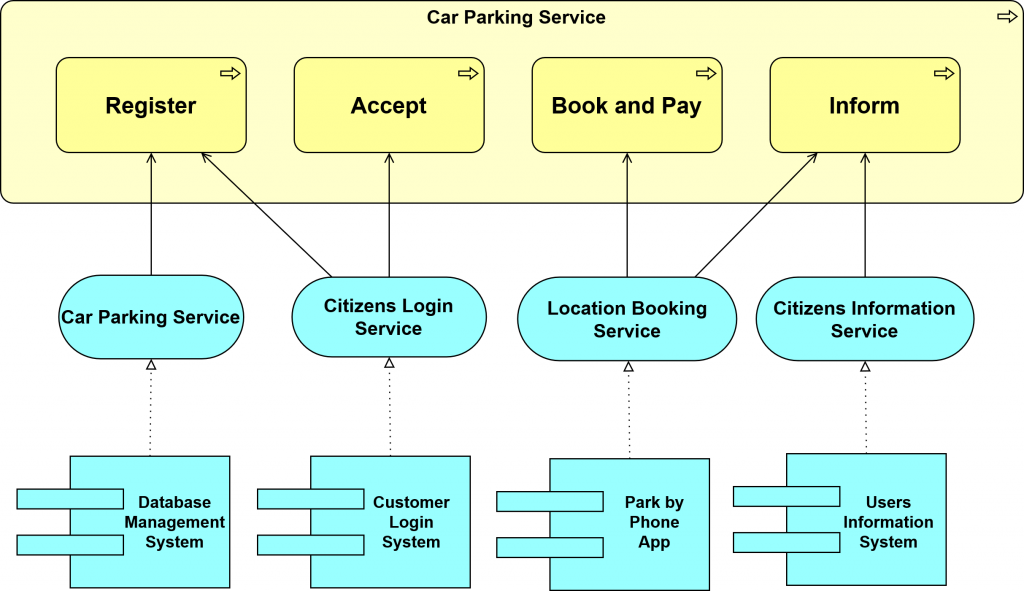 Car Parking Service
Register
Accept
Book and Pay
Inform
Car Parking Service
Citizens Login
Service
Location Booking
Service
Citizens Information
Service
Database
Management
System
Customer
Login
System
Park by
Phone
App
Users
Information
System